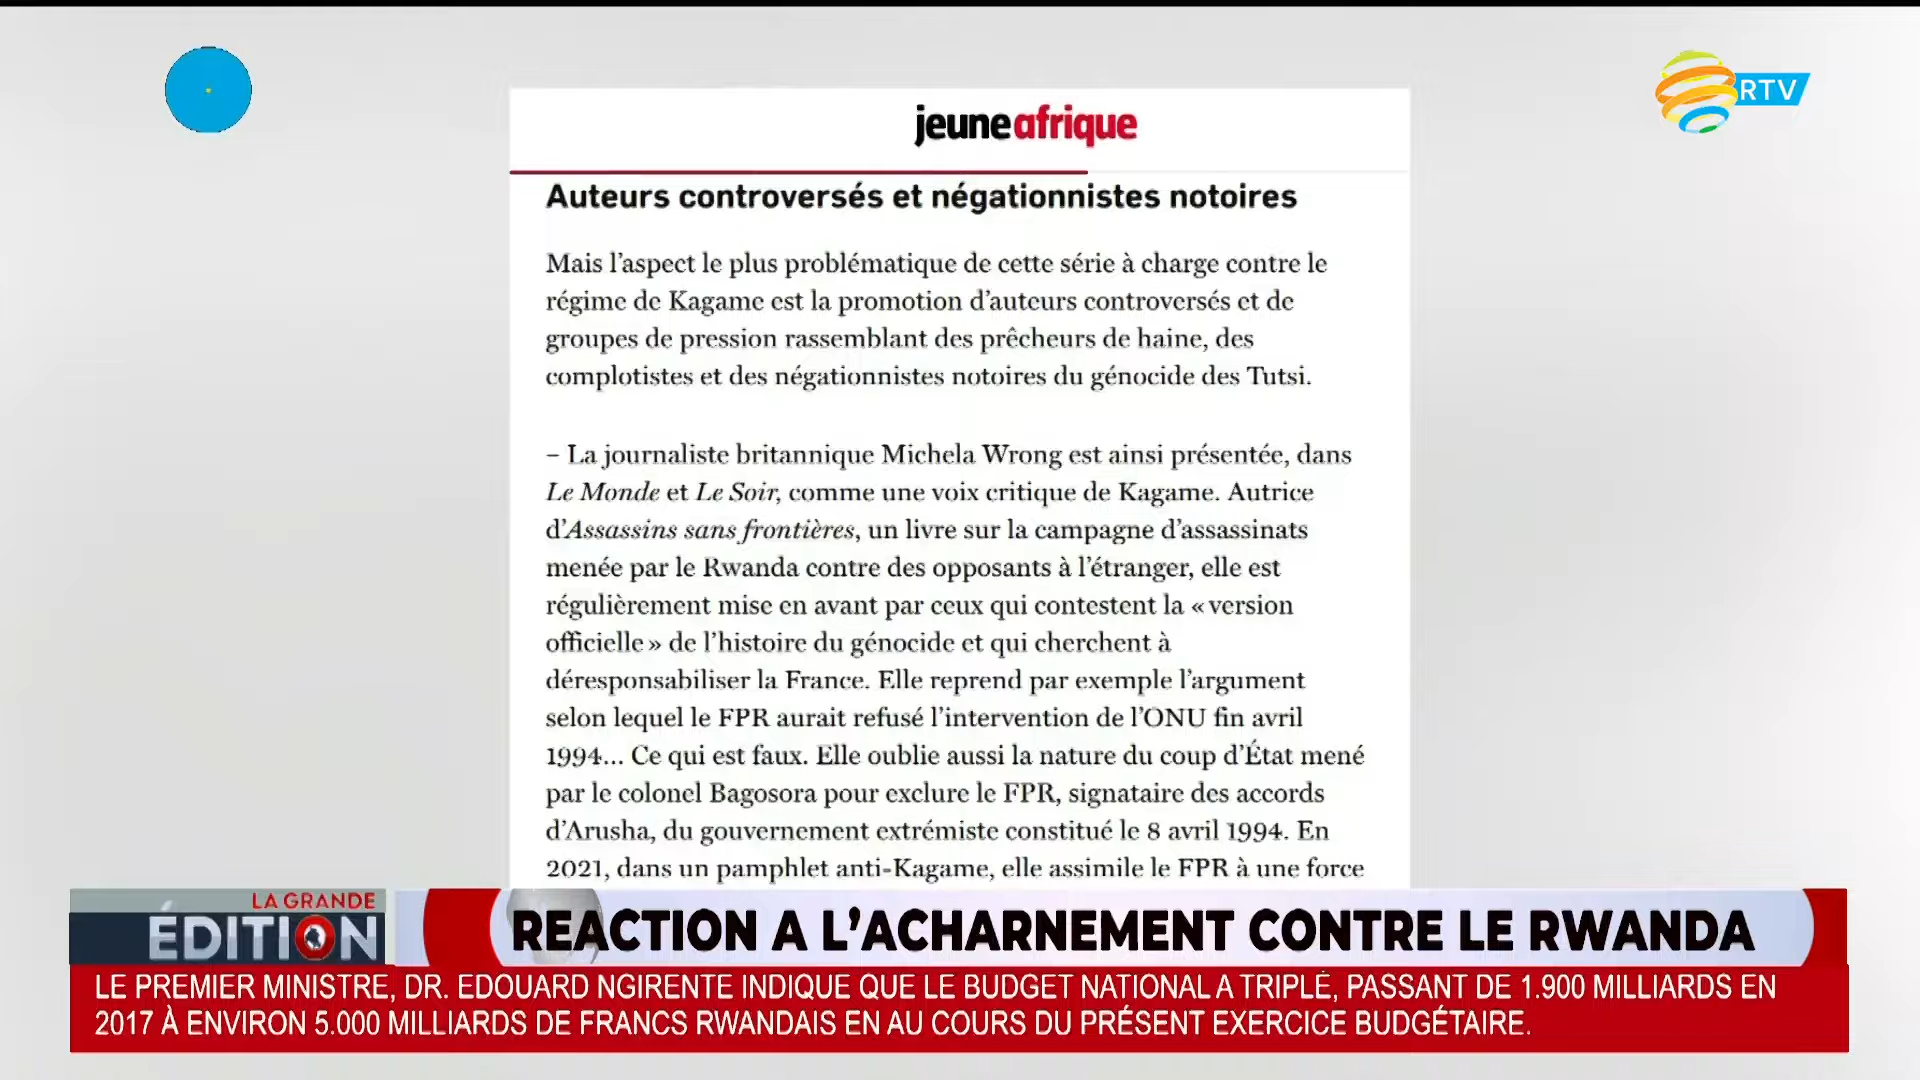 RTV
jeuneafrique
Auteurs controversés et négationnistes notoires
Mais l'aspect le plus problématique de cette série à charge contre le
régime de Kagame est la promotion d'auteurs controversés et de
groupes de pression rassemblant des prêcheurs de haine, des
complotistes et des négationnistes notoires du génocide des Tutsi.
– La journaliste britannique Michela Wrong est ainsi présentée, dans
Le Monde et Le Soir, comme une voix critique de Kagame. Autrice
d'Assassins sans frontières, un livre sur la campagne d'assassinats
menée par le Rwanda contre des opposants à l'étranger, elle est
régulièrement mise en avant par ceux qui contestent la « version
officielle » de l'histoire du génocide et qui cherchent à
déresponsabiliser la France. Elle reprend par exemple l'argument
selon lequel le FPR aurait refusé l'intervention de l'ONU fin avril
1994... Ce qui est faux. Elle oublie aussi la nature du coup d'État mené
par le colonel Bagosora pour exclure le FPR, signataire des accords
d'Arusha, du gouvernement extrémiste constitué le 8 avril 1994. En
2021, dans un pamphlet anti-Kagame, elle assimile le FPR à une force
LA GRANDE
ÉDITION
REACTION A L'ACHARNEMENT CONTRE LE RWANDA
LE PREMIER MINISTRE, DR. EDOUARD NGIRENTE INDIQUE QUE LE BUDGET NATIONAL A TRIPLÉ, PASSANT DE 1.900 MILLIARDS EN
2017 À ENVIRON 5.000 MILLIARDS DE FRANCS RWANDAIS EN AU COURS DU PRÉSENT EXERCICE BUDGÉTAIRE.